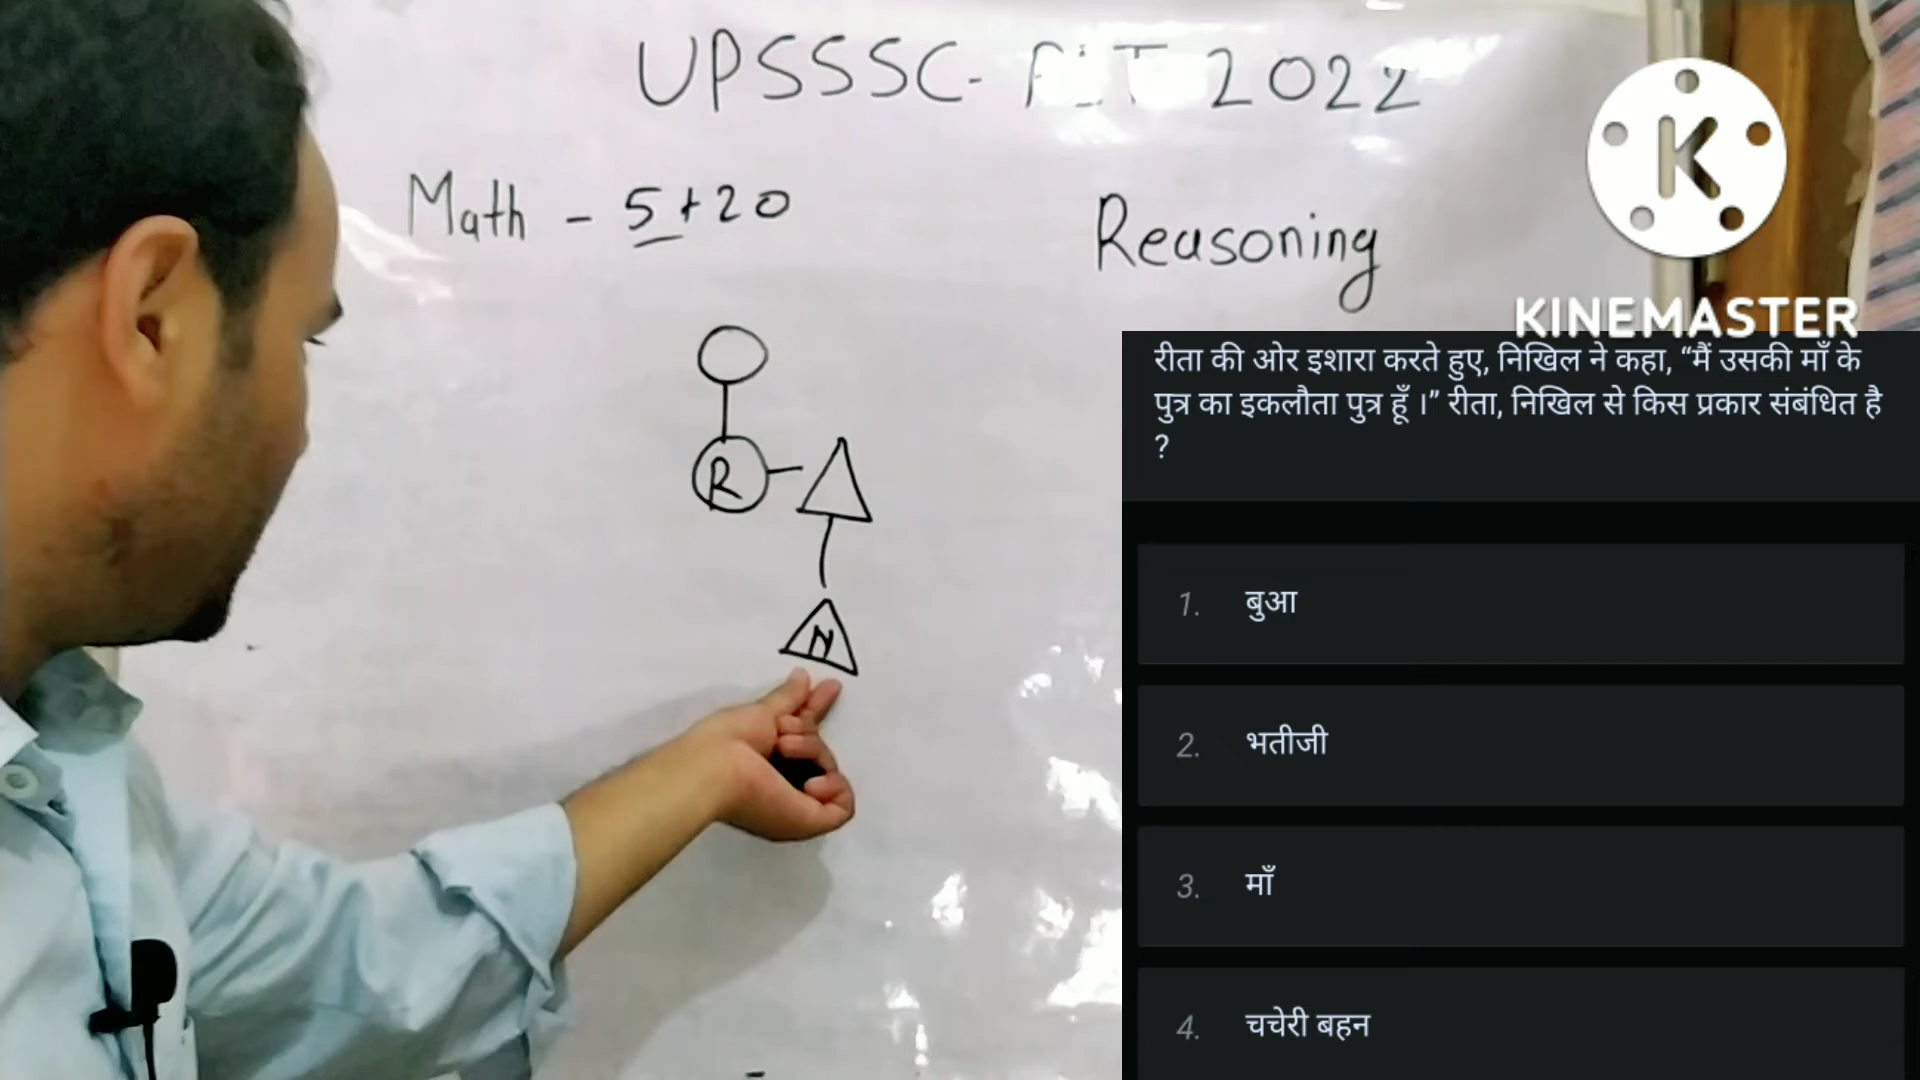 UPSSSC- PET 2022
Math - 5+20
Reasoning
K
KINEMASTER
R
N
रीता की ओर इशारा करते हुए, निखिल ने कहा, “मैं उसकी माँ के
पुत्र का इकलौता पुत्र हूँ ।” रीता, निखिल से किस प्रकार संबंधित है
?
1. बुआ
2. भतीजी
3. माँ
4. चचेरी बहन